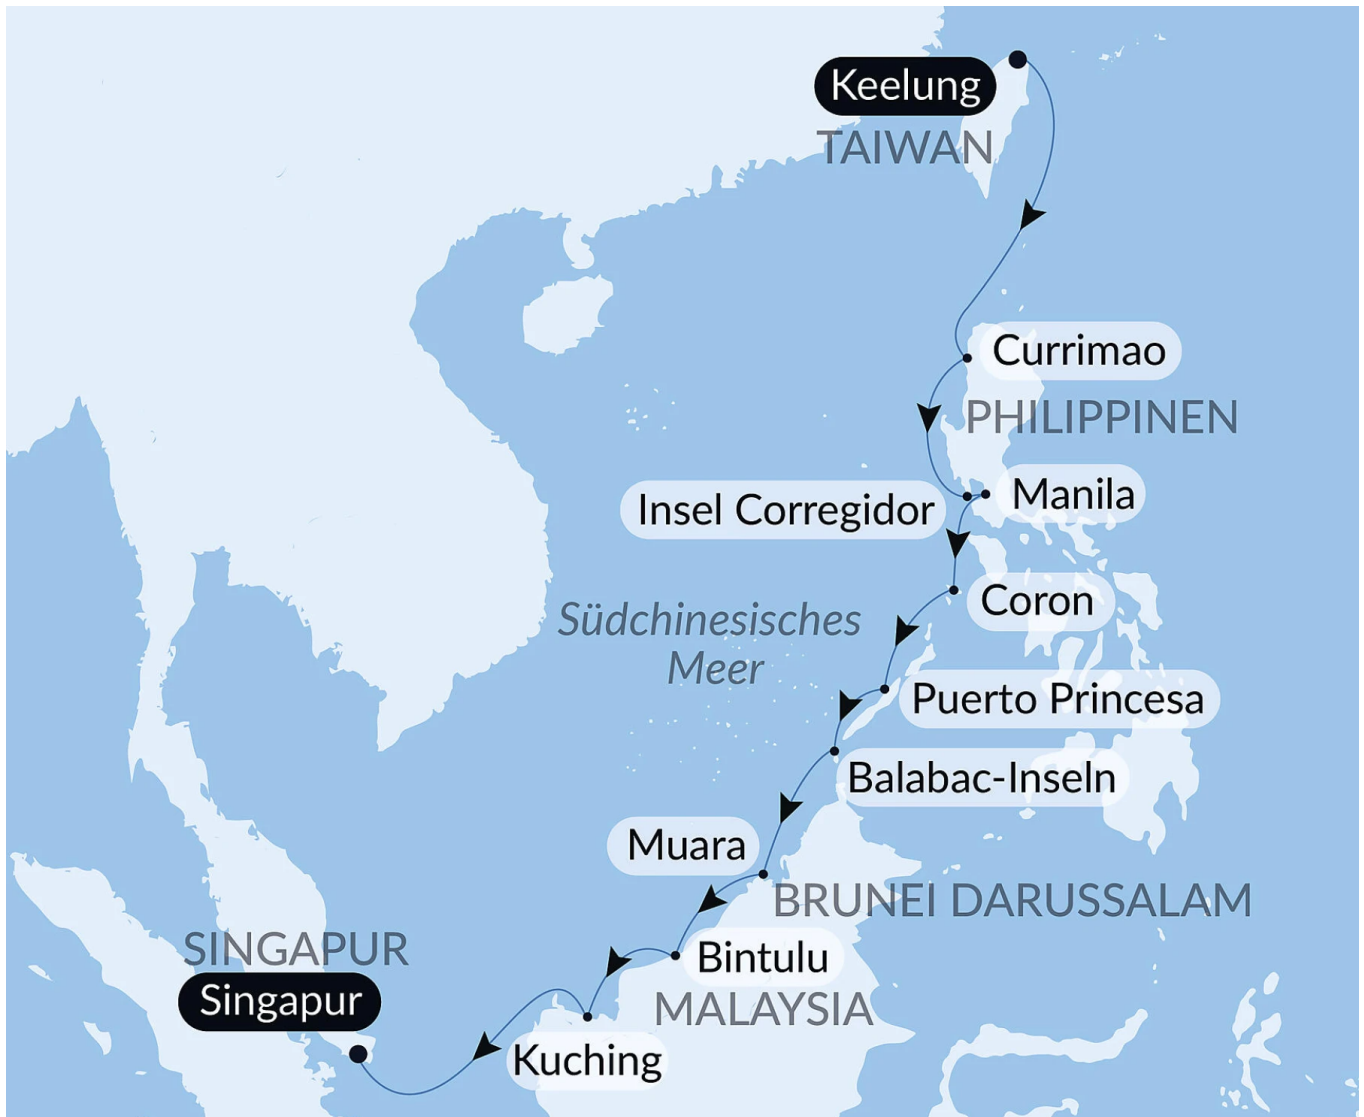 Keelung
TAIWAN
Currimao
PHILIPPINEN
Manila
Insel Corregidor
Coron
Südchinesisches
Meer
Puerto Princesa
Balabac-Inseln
Muara
BRUNEI DARUSSALAM
SINGAPUR
Bintulu
Singapur
MALAYSIA
Kuching